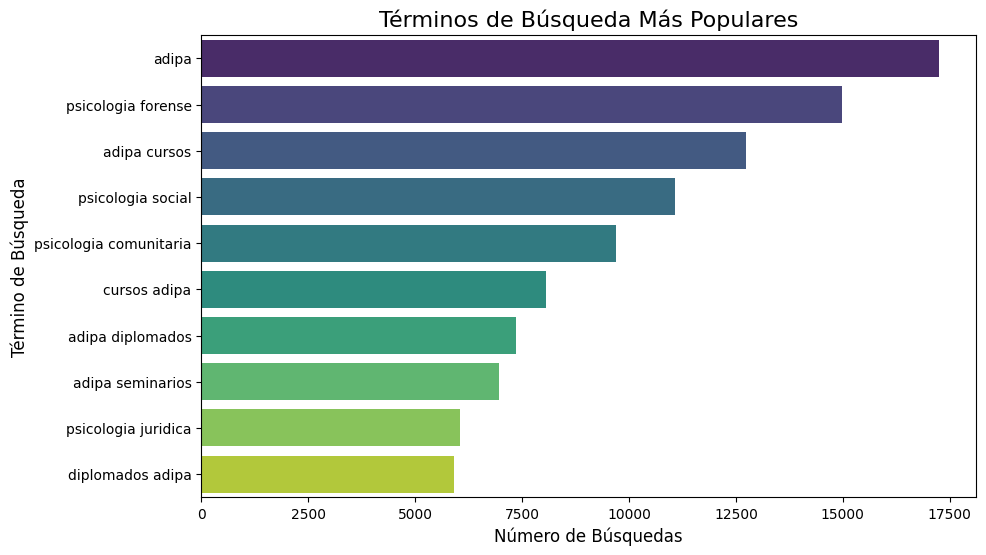 Términos de Búsqueda Más Populares
Término de Búsqueda
adipa
psicologia forense
adipa cursos
psicologia social
psicologia comunitaria
cursos adipa
adipa diplomados
adipa seminarios
psicologia juridica
diplomados adipa
0 2500 5000 7500 10000 12500 15000 17500
Número de Búsquedas